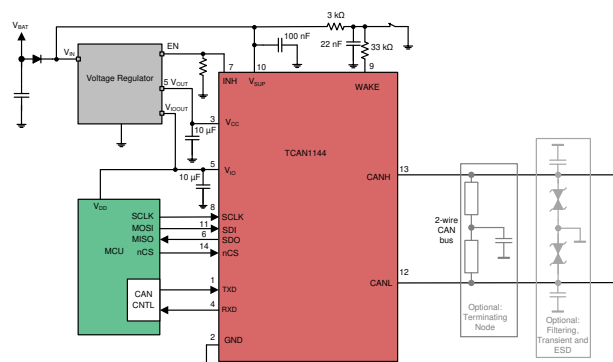 3 kΩ
VBAT
VIN
EN
100 nF
22 nF
33 kΩ
7
10
9
Voltage Regulator
INH
VSUP
WAKE
5 VOUT
VIOOUT
3
VCC
10 µF
TCAN1144
5
VIO
10 µF
13
CANH
VDD
8
SCLK
SCLK
11
MOSI
SDI
6
MISO
SDO
MCU
14
nCS
nCS
2-wire
CAN
bus
1
TXD
CAN
CNTL
4
RXD
12
CANL
2
GND
Optional:
Terminating
Node
Optional:
Filtering,
Transient and
ESD